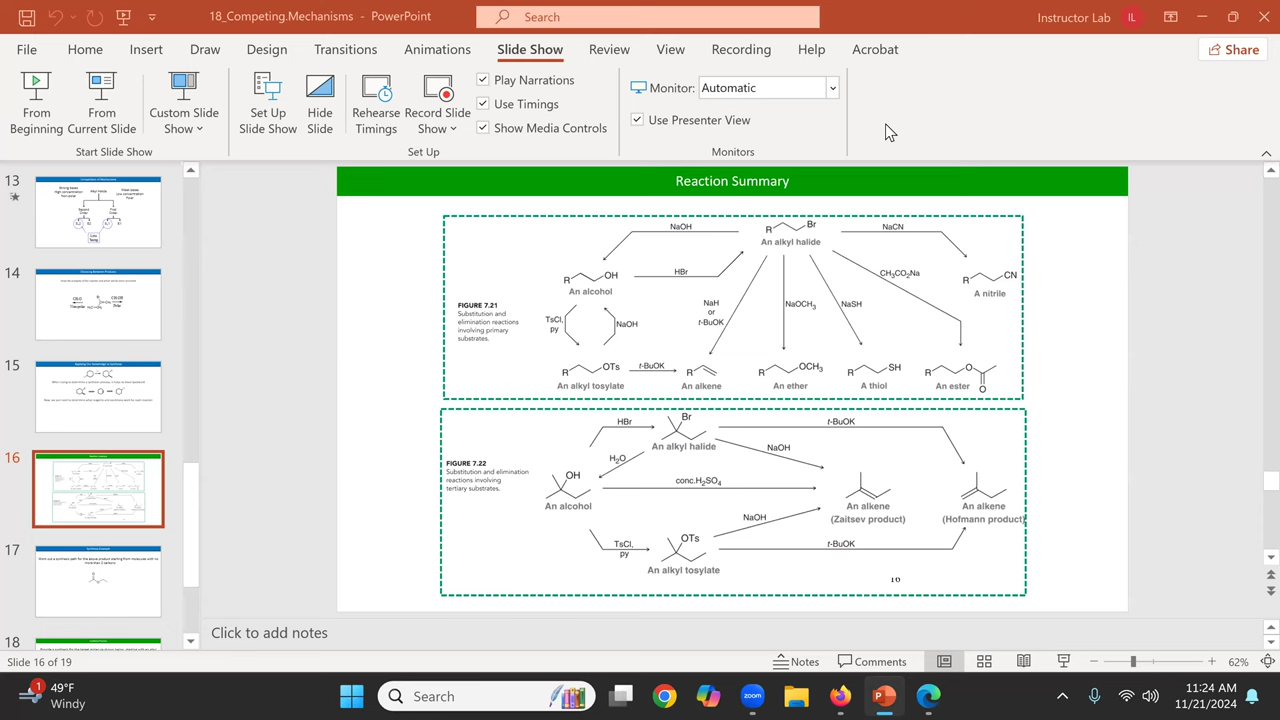 18_Competing.Mechanisms - PowerPoint
Search
Instructor Lab
IL
File
Home
Insert
Draw
Design
Transitions
Animations
Slide Show
Review
View
Recording
Help
Acrobat
Share
From Beginning
From Current Slide
Custom Slide Show
Set Up Slide Show
Hide Slide
Rehearse Timings
Record Slide Show
Play Narrations
Use Timings
Show Media Controls
Monitor: Automatic
Use Presenter View
Start Slide Show
Set Up
Monitors
13
14
15
16
17
18
Reaction Summary
FIGURE 7.21
Substitution and
elimination reactions
involving primary
substrates.
NaOH
R
Br
An alkyl halide
NaCN
R
OH
An alcohol
HBr
R
CN
A nitrile
CH₃CO₂Na
NaH
or
t-BuOK
NaOCH₃
NaSH
TsCl,
py
NaOH
R
OTs
An alkyl tosylate
t-BuOK
R
An alkene
R
OCH₃
An ether
R
SH
A thiol
R
O
O
An ester
FIGURE 7.22
Substitution and elimination
reactions involving
tertiary substrates.
HBr
Br
An alkyl halide
t-BuOK
NaOH
H₂O
OH
An alcohol
conc.H₂SO₄
An alkene
(Zaitsev product)
An alkene
(Hofmann product)
NaOH
TsCl,
py
OTs
An alkyl tosylate
t-BuOK
16
Click to add notes
Slide 16 of 19
Notes
Comments
62%
1
49°F
Windy
Search
zoom
11:24 AM
11/21/2024